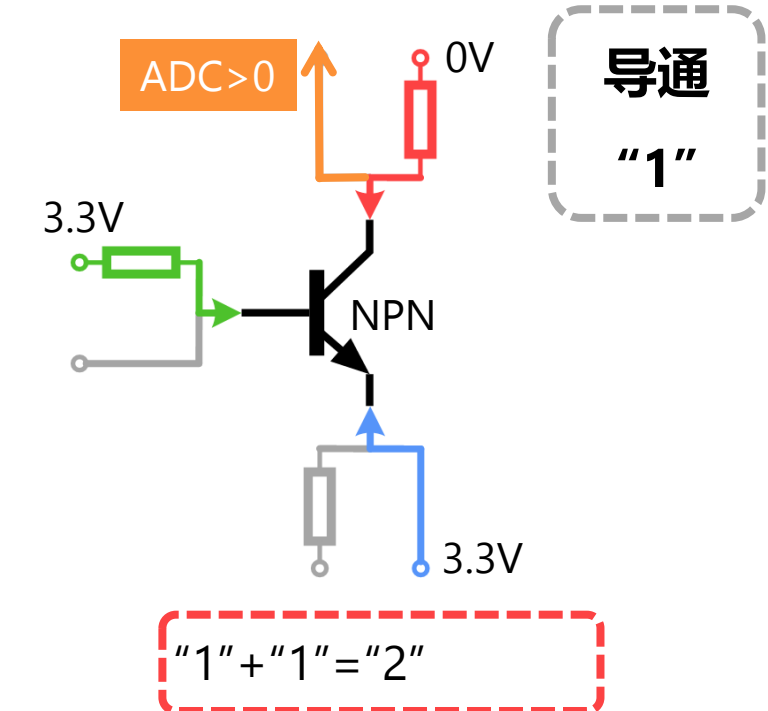 ADC>0
0V
导通
“1”
3.3V
NPN
3.3V
“1”+“1”=“2”